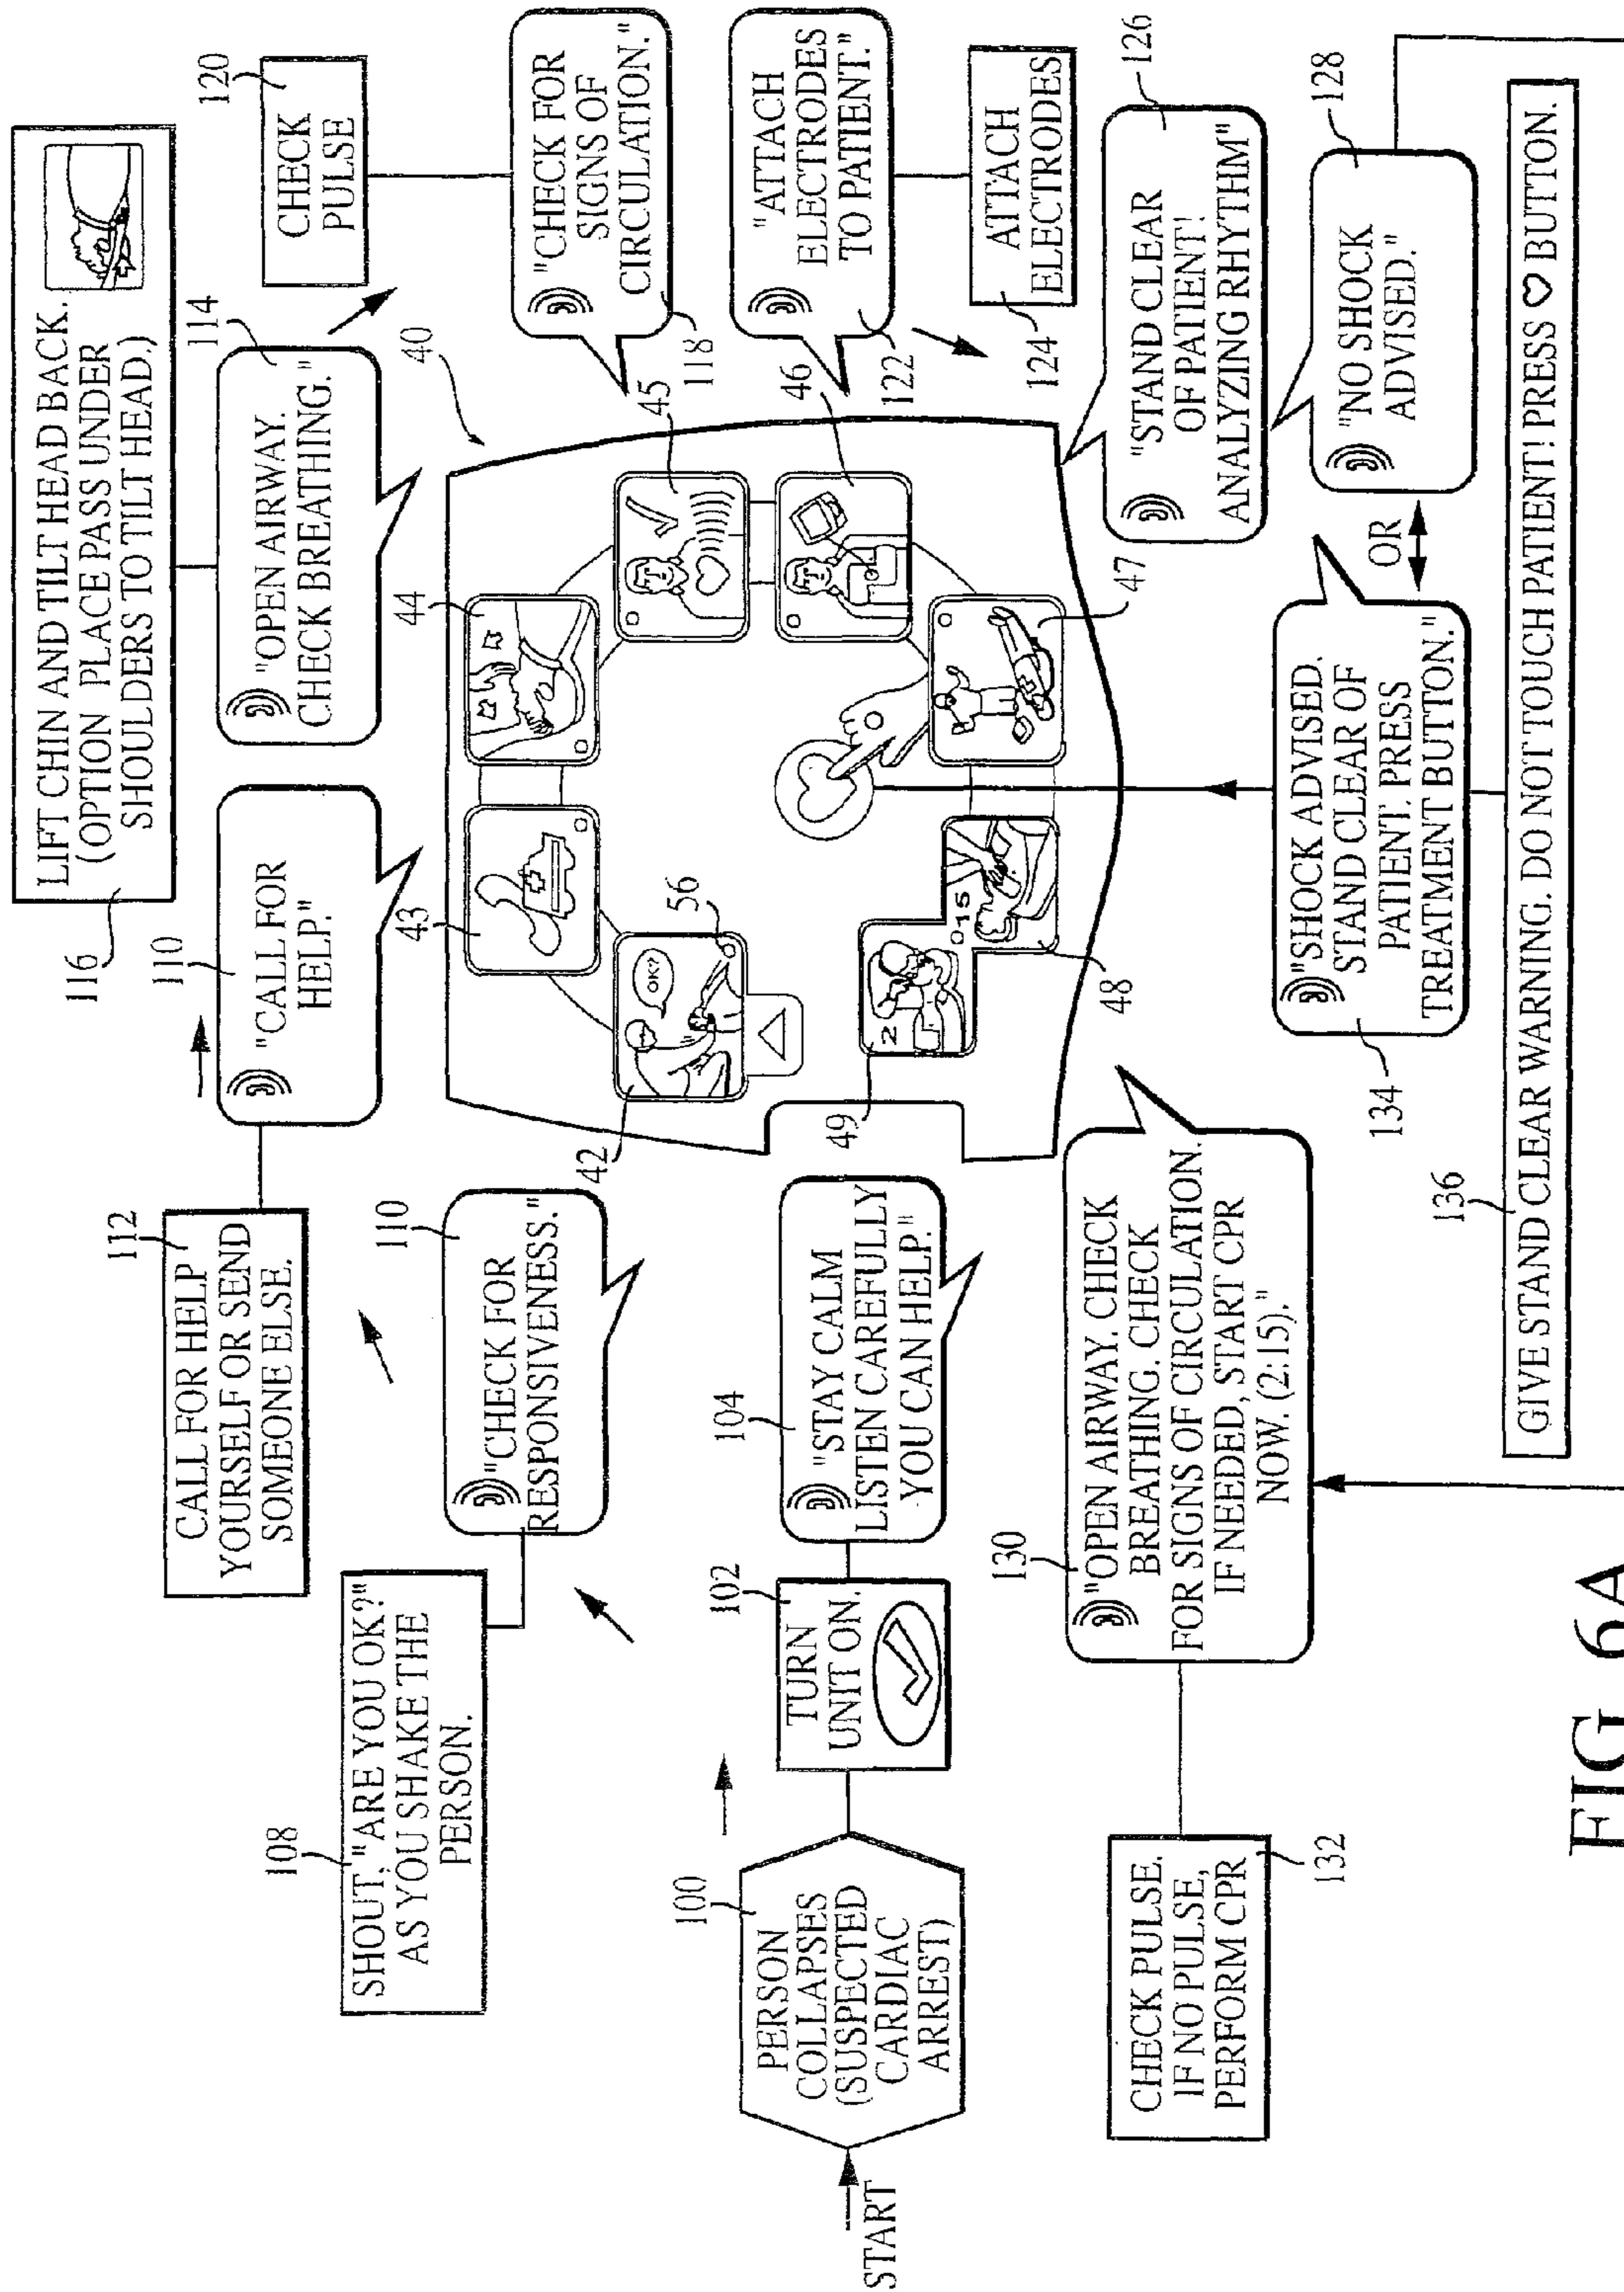 START
100
PERSON
COLLAPSES
(SUSPECTED
CARDIAC
ARREST)
102
TURN
UNIT ON.
104
"STAY CALM
LISTEN CAREFULLY
YOU CAN HELP."
108
SHOUT, "ARE YOU OK?"
AS YOU SHAKE THE
PERSON.
110
"CHECK FOR
RESPONSIVENESS."
112
CALL FOR HELP
YOURSELF OR SEND
SOMEONE ELSE.
110
"CALL FOR
HELP."
116
LIFT CHIN AND TILT HEAD BACK.
(OPTION PLACE PASS UNDER
SHOULDERS TO TILT HEAD.)
114
"OPEN AIRWAY.
CHECK BREATHING."
120
CHECK
PULSE
"CHECK FOR
SIGNS OF
CIRCULATION."
118
"ATTACH
ELECTRODES
TO PATIENT."
122
124
ATTACH
ELECTRODES
40
42
OK?
56
43
44
45
46
47
48
15
49
2
126
"STAND CLEAR
OF PATIENT!
ANALYZING RHYTHM"
128
"NO SHOCK
ADVISED."
OR
"SHOCK ADVISED.
STAND CLEAR OF
PATIENT. PRESS
TREATMENT BUTTON."
134
130
"OPEN AIRWAY. CHECK
BREATHING. CHECK
FOR SIGNS OF CIRCULATION.
IF NEEDED, START CPR
NOW. (2:15)."
CHECK PULSE.
IF NO PULSE,
PERFORM CPR
132
136
GIVE STAND CLEAR WARNING. DO NOT TOUCH PATIENT! PRESS ♡ BUTTON.
FIG. 6A